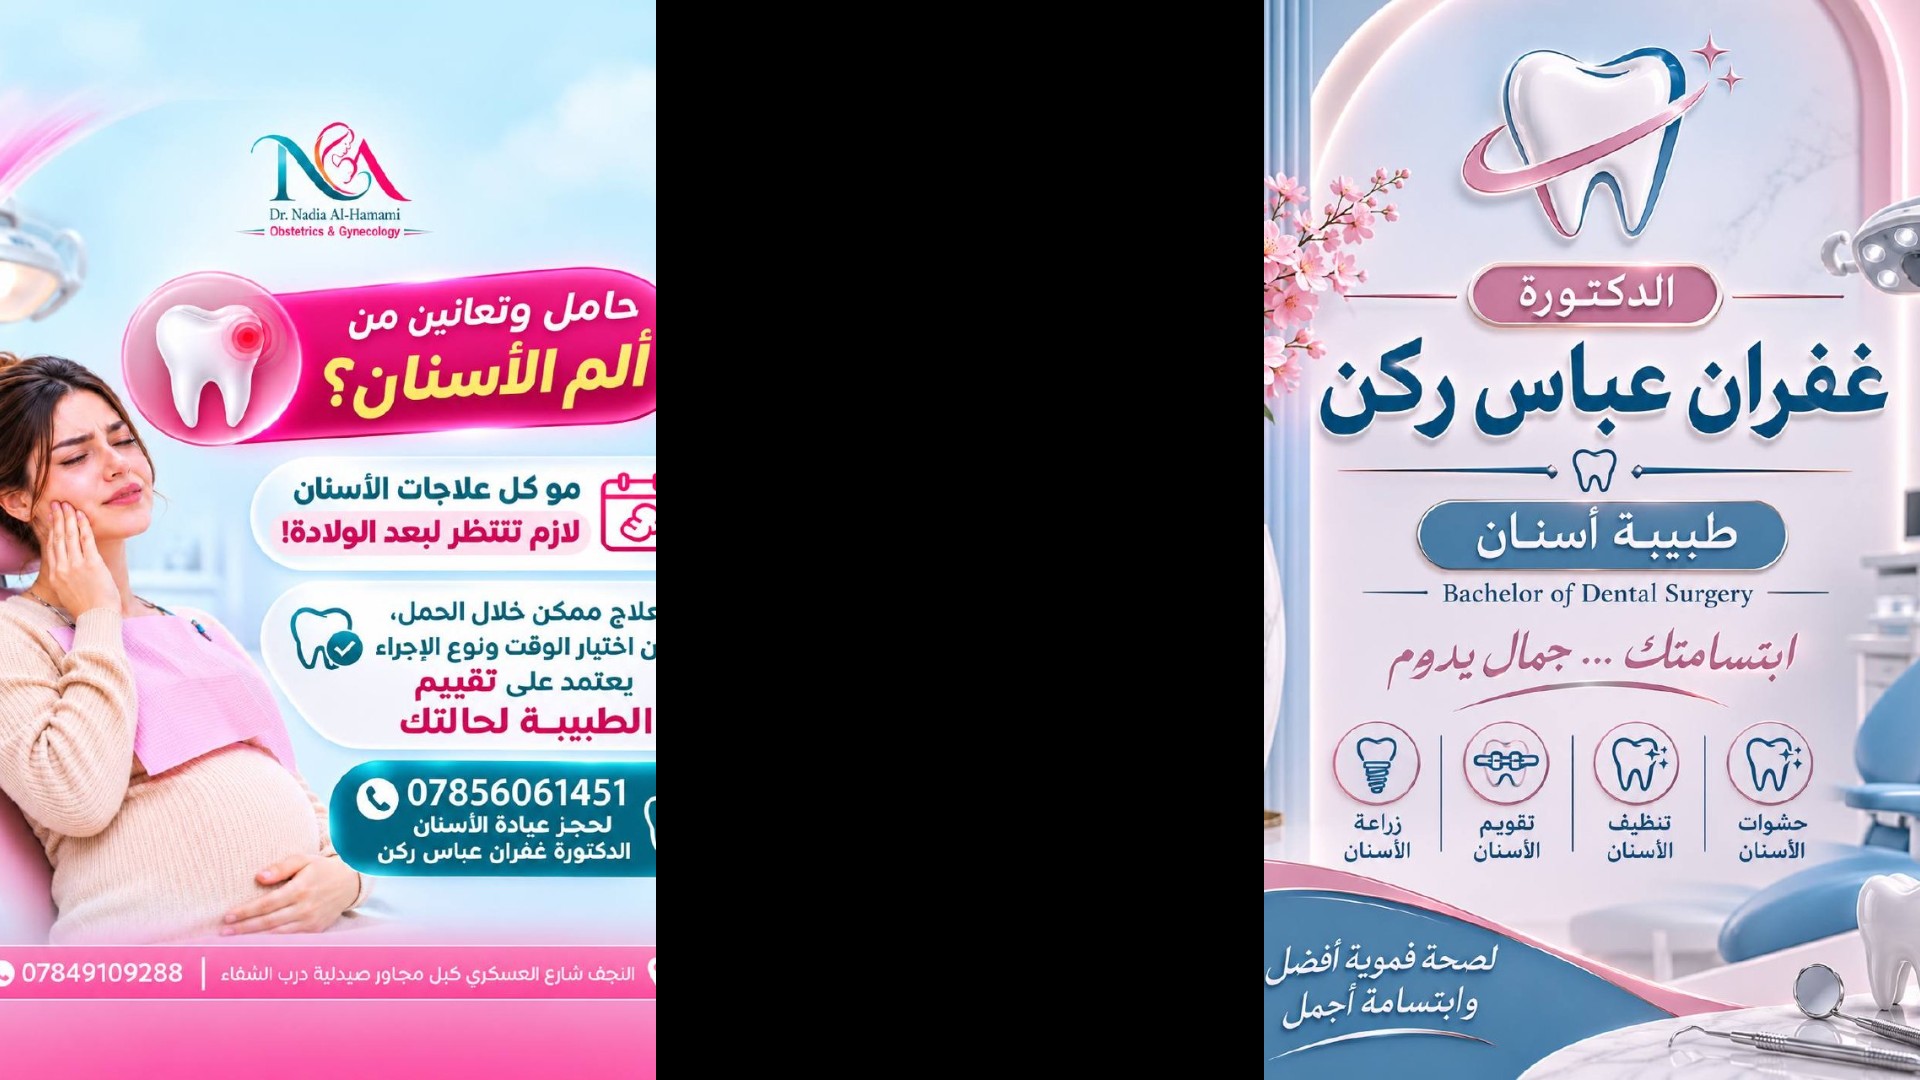 Dr. Nadia Al-Hamami
Obstetrics & Gynecology
حامل وتعانين من
ألم الأسنان؟
مو كل علاجات الأسنان
لازم تتنظر لبعد الولادة!
ممكن خلال الحمل،
اختيار الوقت ونوع الإجراء
يعتمد على تقييم
الطبيبة لحالتك
07856061451
لحجز عيادة الأسنان
الدكتورة غفران عباس ركن
النجف شارع العسكري كبل مجاور صيدلية درب الشفاء
07849109288
الدكتورة
غفران عباس ركن
طبيبة أسنان
Bachelor of Dental Surgery
ابتسامتك ... جمال يدوم
حشوات الأسنان
تنظيف الأسنان
تقويم الأسنان
زراعة الأسنان
لصحة فموية أفضل
وابتسامة أجمل